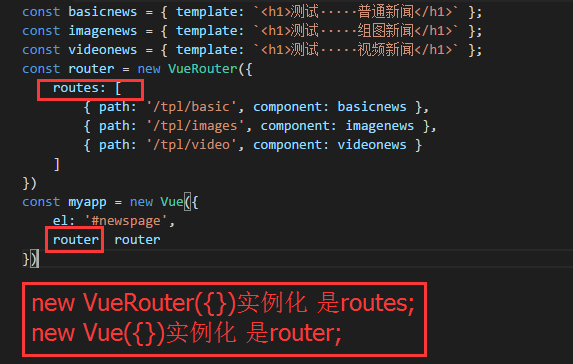 const basicnews = { template: `<h1>测试·····普通新闻</h1>` };
const imagenews = { template: `<h1>测试·····组图新闻</h1>` };
const videonews = { template: `<h1>测试·····视频新闻</h1>` };
const router = new VueRouter({
routes: [
{ path: '/tpl/basic', component: basicnews },
{ path: '/tpl/images', component: imagenews },
{ path: '/tpl/video', component: videonews }
]
})
const myapp = new Vue({
el: '#newspage',
router router
})
new VueRouter({})实例化 是routes;
new Vue({})实例化 是router;